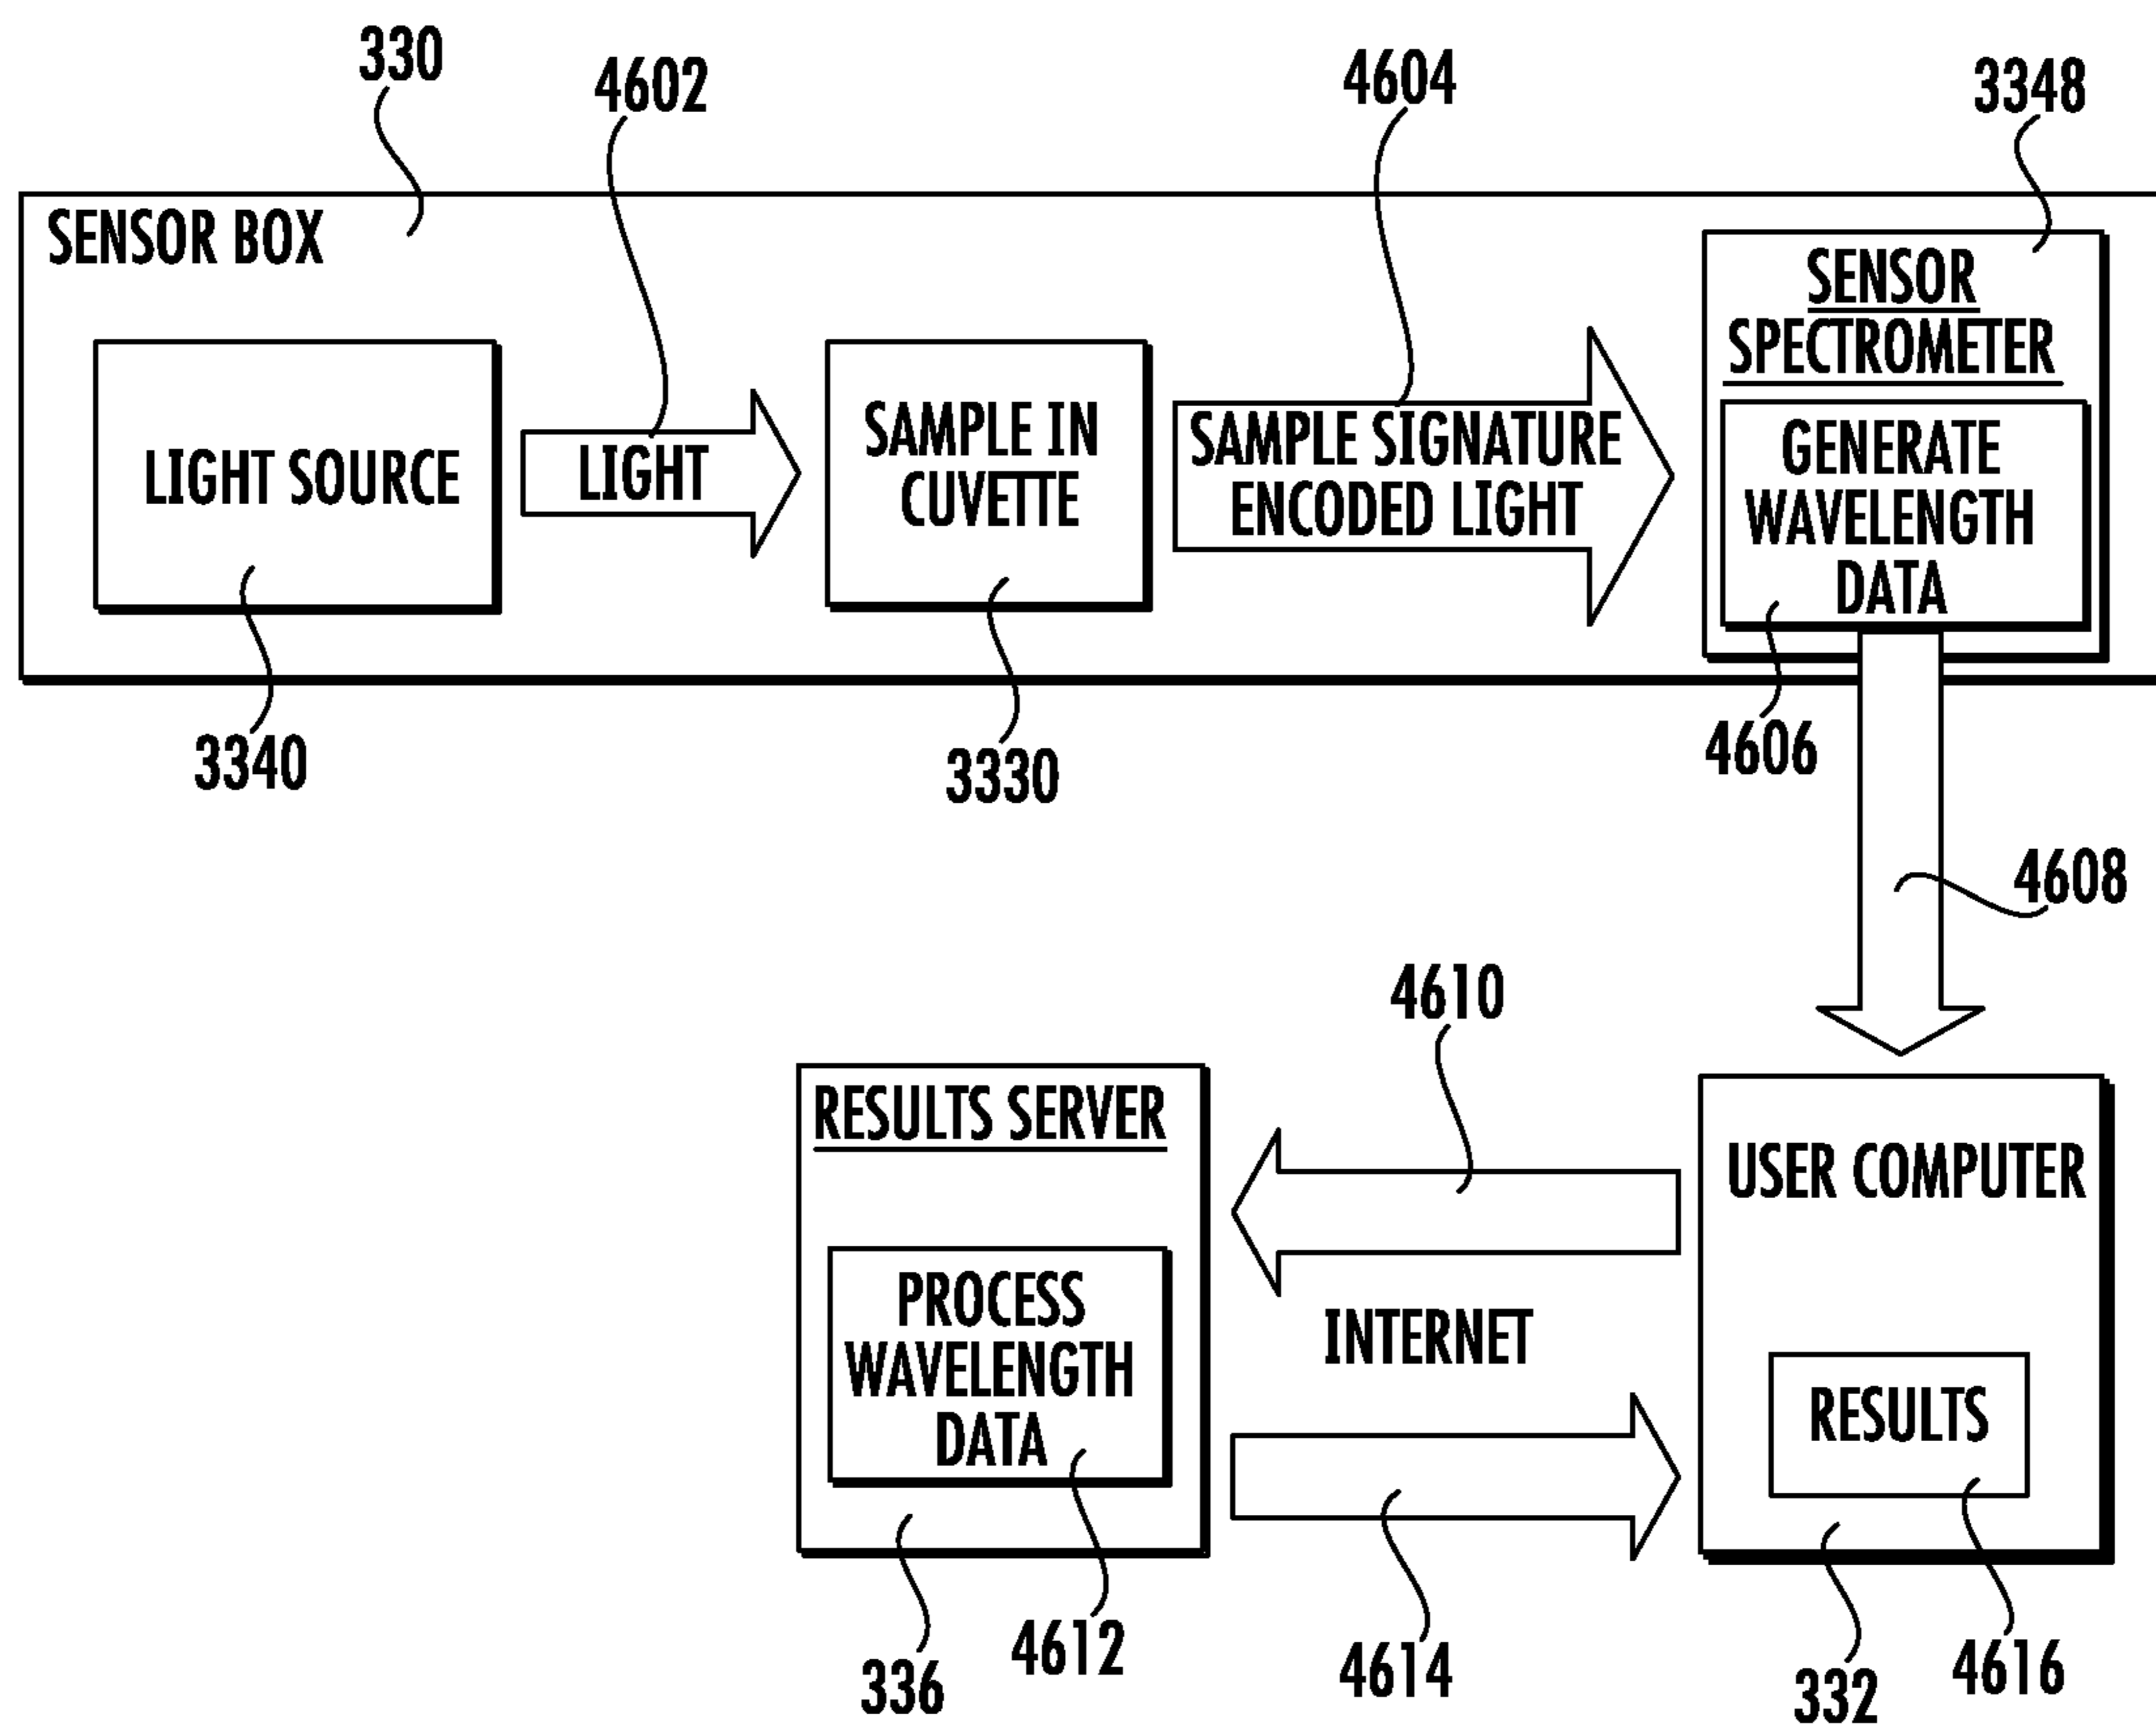 330
4602
4604
3348
SENSOR BOX
LIGHT SOURCE
LIGHT
SAMPLE IN
CUVETTE
SAMPLE SIGNATURE
ENCODED LIGHT
SENSOR
SPECTROMETER
GENERATE
WAVELENGTH
DATA
3340
3330
4606
4608
4610
RESULTS SERVER
PROCESS
WAVELENGTH
DATA
INTERNET
USER COMPUTER
RESULTS
336
4612
4614
332
4616